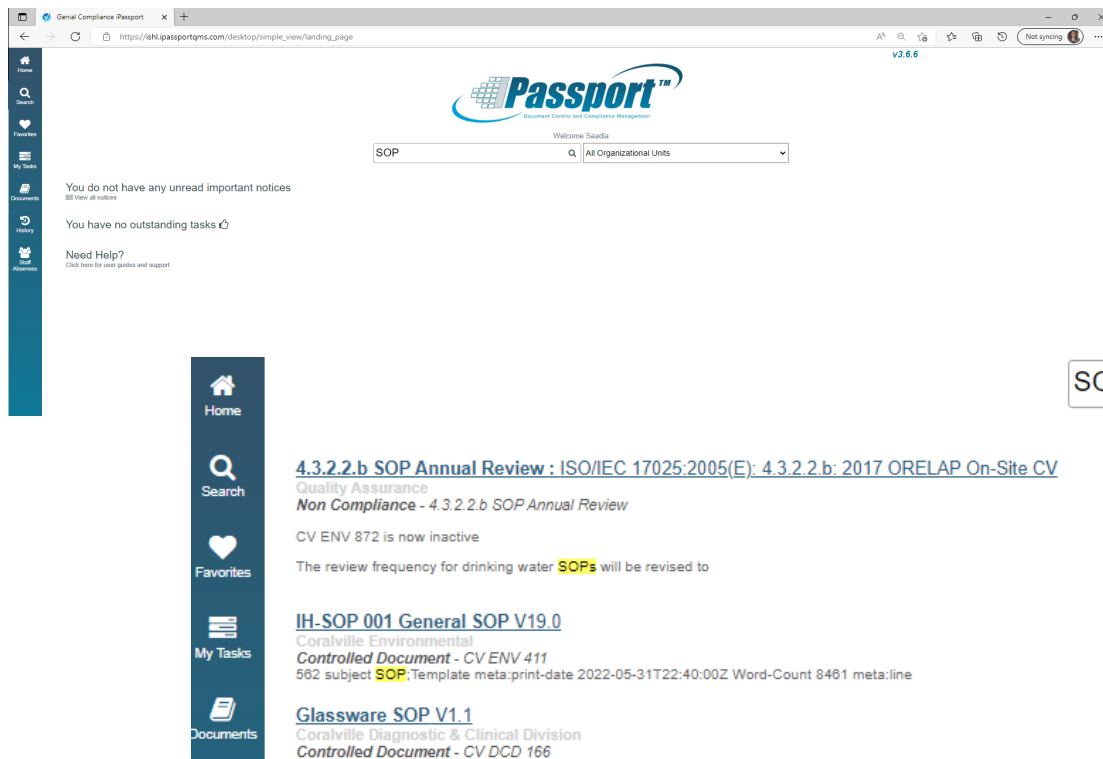 Genial Compliance iPassport
https://ishl.ipassportqms.com/desktop/simple_view/landing_page
Not syncing
v3.6.6
Home
Search
Favorites
My Tasks
Documents
History
Staff Absences
iPassport™
Document Control and Compliance Management
Welcome Saadia
SOP
All Organizational Units
You do not have any unread important notices
View all notices
You have no outstanding tasks
Need Help?
Click here for user guides and support
Home
Search
Favorites
My Tasks
Documents
SO
4.3.2.2.b SOP Annual Review : ISO/IEC 17025:2005(E): 4.3.2.2.b: 2017 ORELAP On-Site CV
Quality Assurance
Non Compliance - 4.3.2.2.b SOP Annual Review
CV ENV 872 is now inactive
The review frequency for drinking water SOPs will be revised to
IH-SOP 001 General SOP V19.0
Coralville Environmental
Controlled Document - CV ENV 411
562 subject SOP;Template meta:print-date 2022-05-31T22:40:00Z Word-Count 8461 meta:line
Glassware SOP V1.1
Coralville Diagnostic & Clinical Division
Controlled Document - CV DCD 166